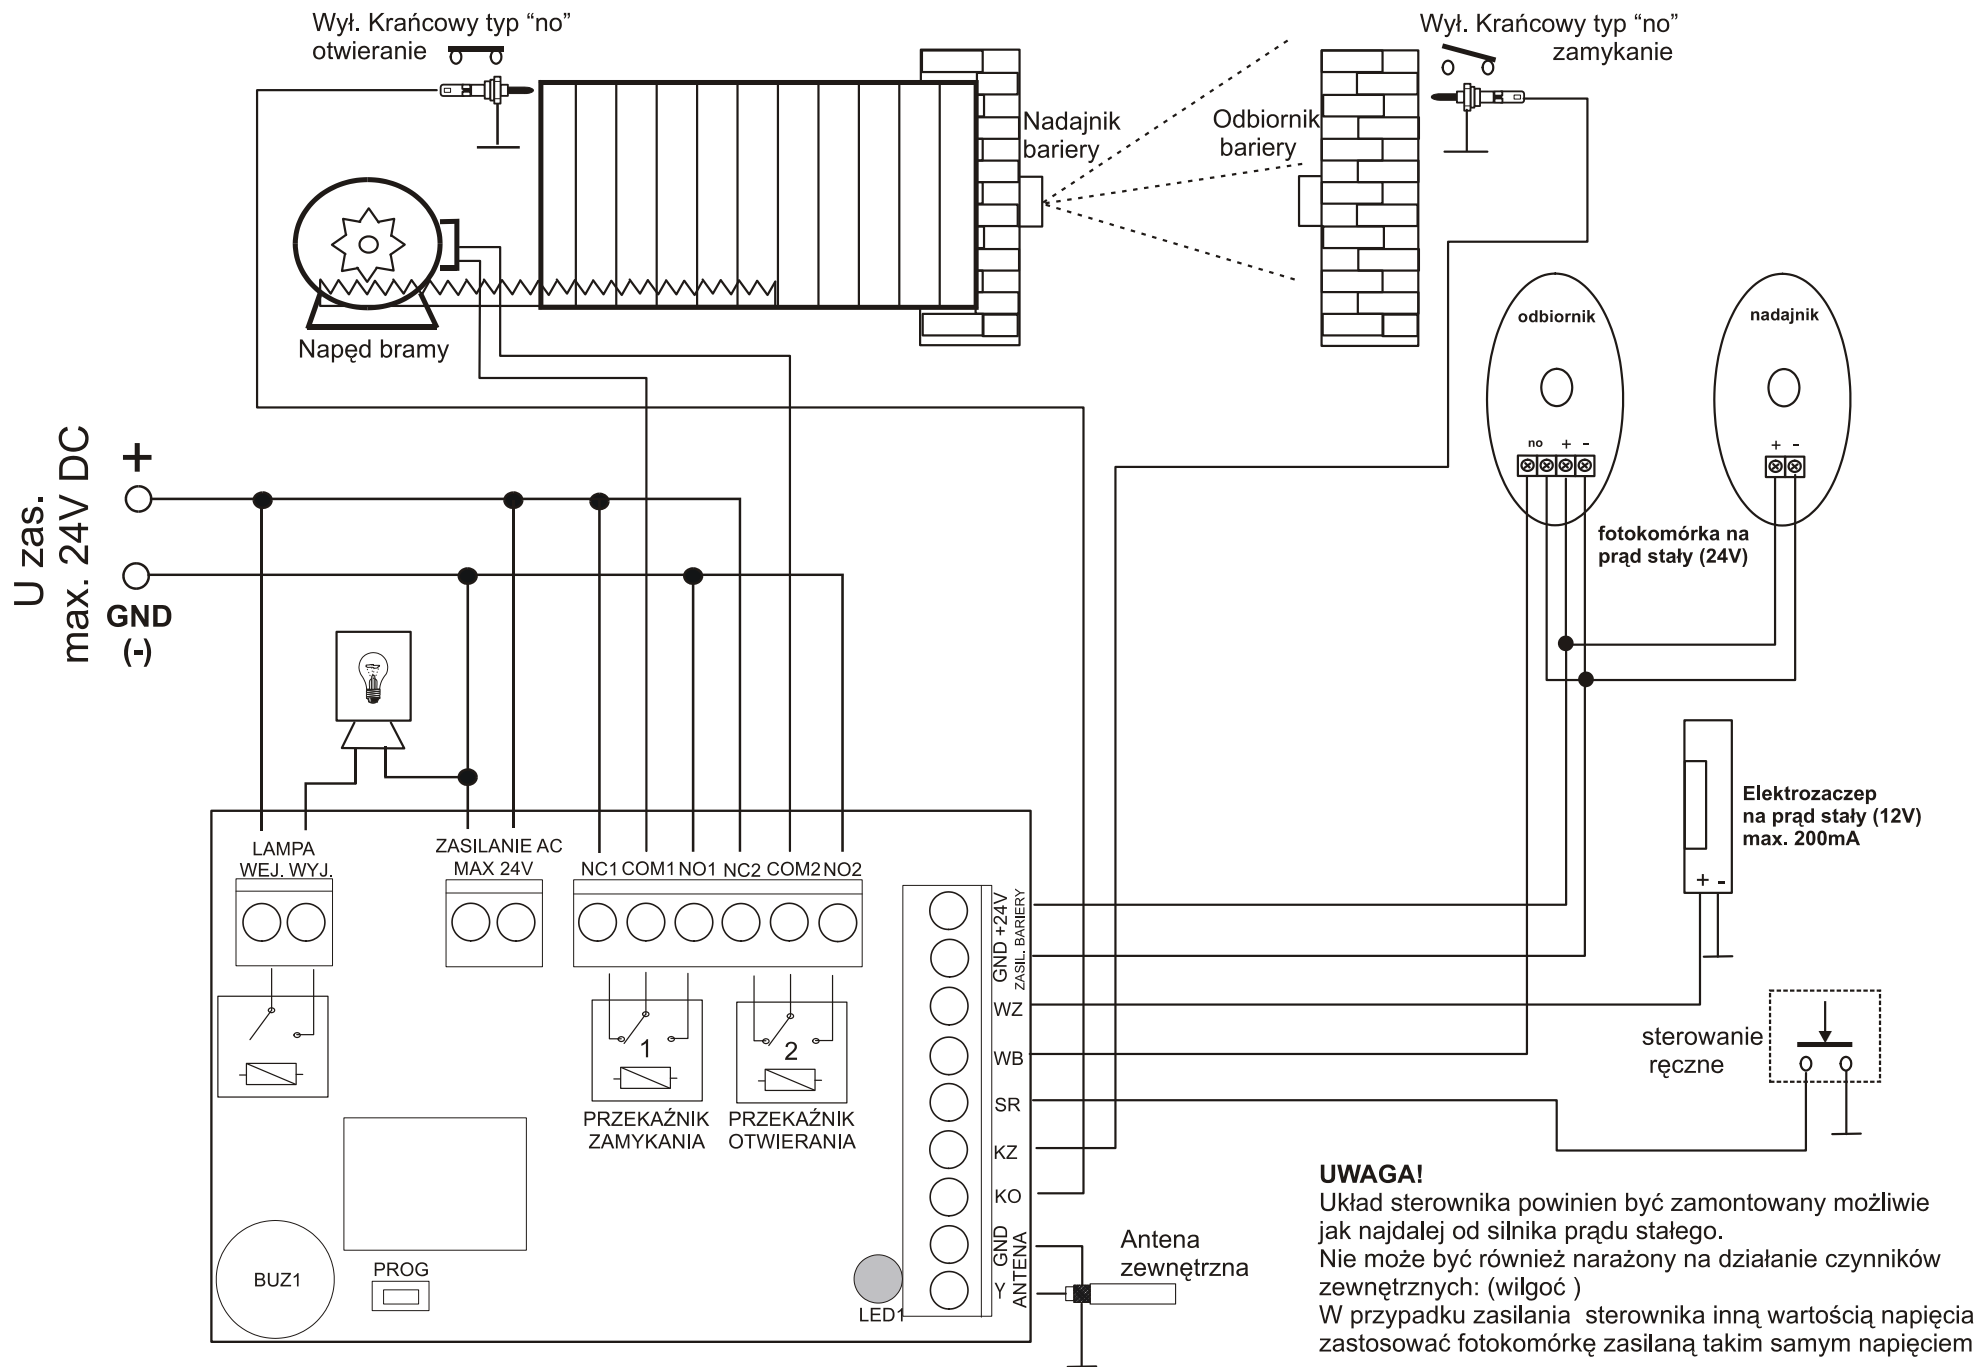 Wył. Krańcowy typ “no”
otwieranie
Wył. Krańcowy typ “no”
zamykanie
Nadajnik
bariery
Odbiornik
bariery
Napęd bramy
odbiornik
no + -
nadajnik
+ -
fotokomórka na
prąd stały (24V)
U zas.
max. 24V DC
+
GND
(-)
Elektrozaczep
na prąd stały (12V)
max. 200mA
+ -
LAMPA
WEJ. WYJ.
ZASILANIE AC
MAX 24V
NC1 COM1 NO1 NC2 COM2 NO2
GND +24V
ZASIL. BARIERY
WZ
WB
SR
KZ
KO
GND
Y
ANTENA
1
2
PRZEKAŹNIK
ZAMYKANIA
PRZEKAŹNIK
OTWIERANIA
sterowanie
ręczne
BUZ1
PROG
LED1
Antena
zewnętrzna
UWAGA!
Układ sterownika powinien być zamontowany możliwie
jak najdalej od silnika prądu stałego.
Nie może być również narażony na działanie czynników
zewnętrznych: (wilgoć )
W przypadku zasilania sterownika inną wartością napięcia
zastosować fotokomórkę zasilaną takim samym napięciem